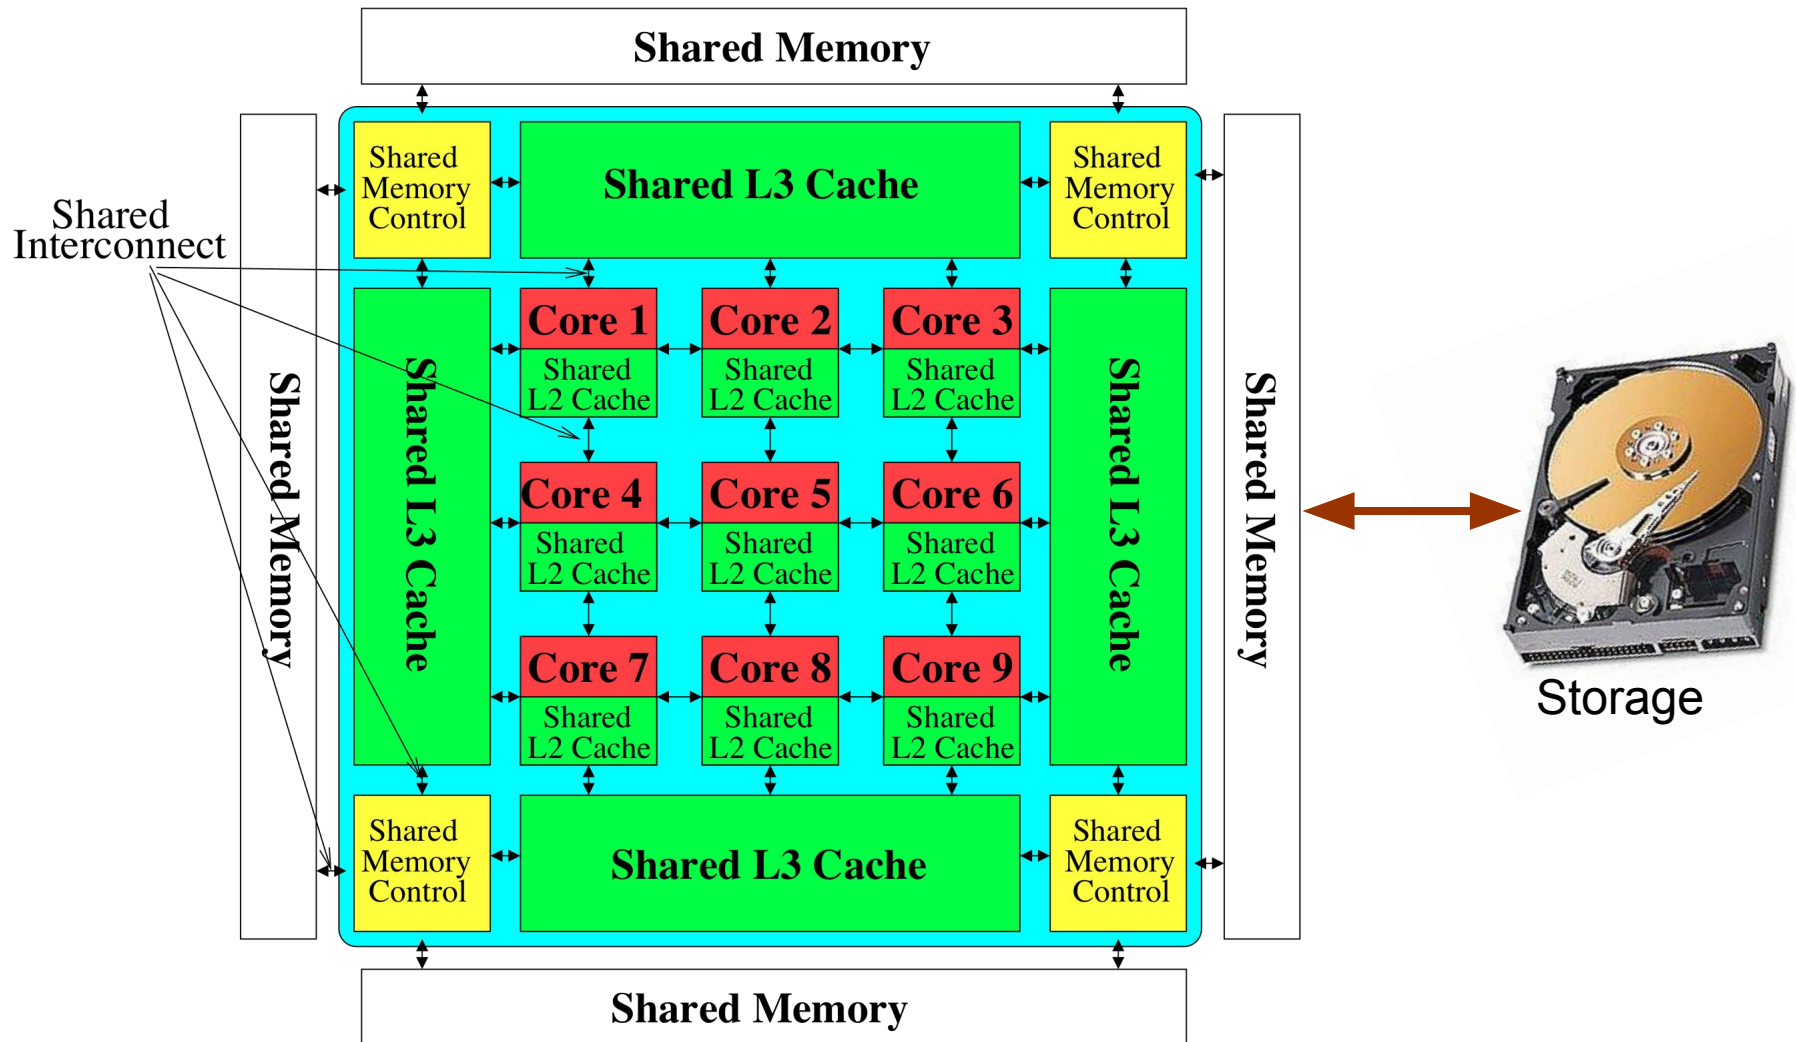 Shared Memory
Shared
Memory
Control
Shared L3 Cache
Shared
Memory
Control
Shared
Interconnect
Shared Memory
Shared L3 Cache
Core 1
Shared
L2 Cache
Core 2
Shared
L2 Cache
Core 3
Shared
L2 Cache
Core 4
Shared
L2 Cache
Core 5
Shared
L2 Cache
Core 6
Shared
L2 Cache
Core 7
Shared
L2 Cache
Core 8
Shared
L2 Cache
Core 9
Shared
L2 Cache
Shared L3 Cache
Shared Memory
Storage
Shared
Memory
Control
Shared L3 Cache
Shared
Memory
Control
Shared Memory